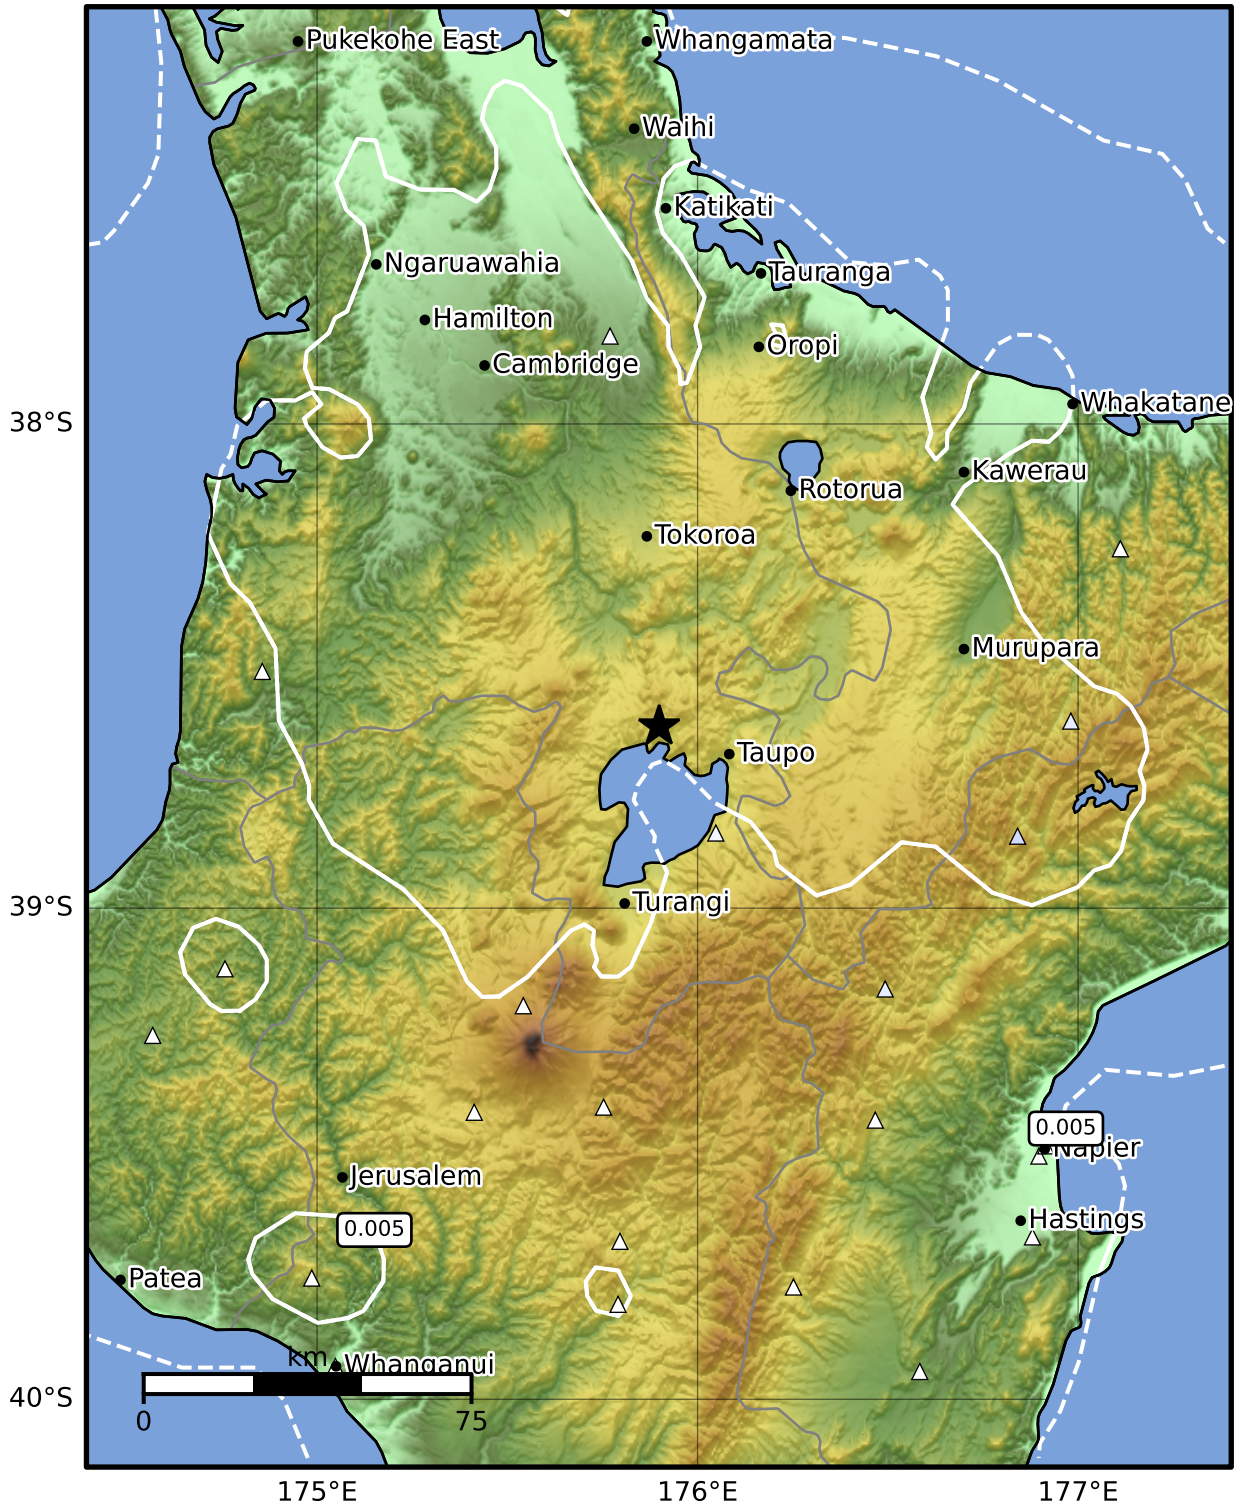 Pukekohe East
Whangamata
Waihi
Katikati
Ngaruawahia
Tauranga
Hamilton
Oropi
Cambridge
Whakatane
38°S
Kawerau
Rotorua
Tokoroa
Murupara
Taupo
Turangi
39°S
0.005
Napier
Jerusalem
Hastings
0.005
Patea
km
Whanganui
40°S
0
75
175°E
176°E
177°E